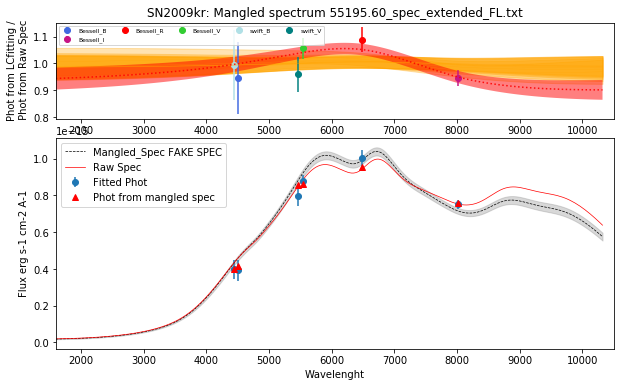 SN2009kr: Mangled spectrum 55195.60_spec_extended_FL.txt
Phot from LCfitting /
Phot from Raw Spec
1.1
1.0
0.9
0.8
Bessell_B
Bessell_R
Bessell_V
swift_B
swift_V
Bessell_I
2000
3000
4000
5000
6000
7000
8000
9000
10000
Flux erg s-1 cm-2 A-1
1.0
0.8
0.6
0.4
0.2
0.0
Mangled_Spec FAKE SPEC
Raw Spec
Fitted Phot
Phot from mangled spec
2000
3000
4000
5000
6000
7000
8000
9000
10000
Wavelenght